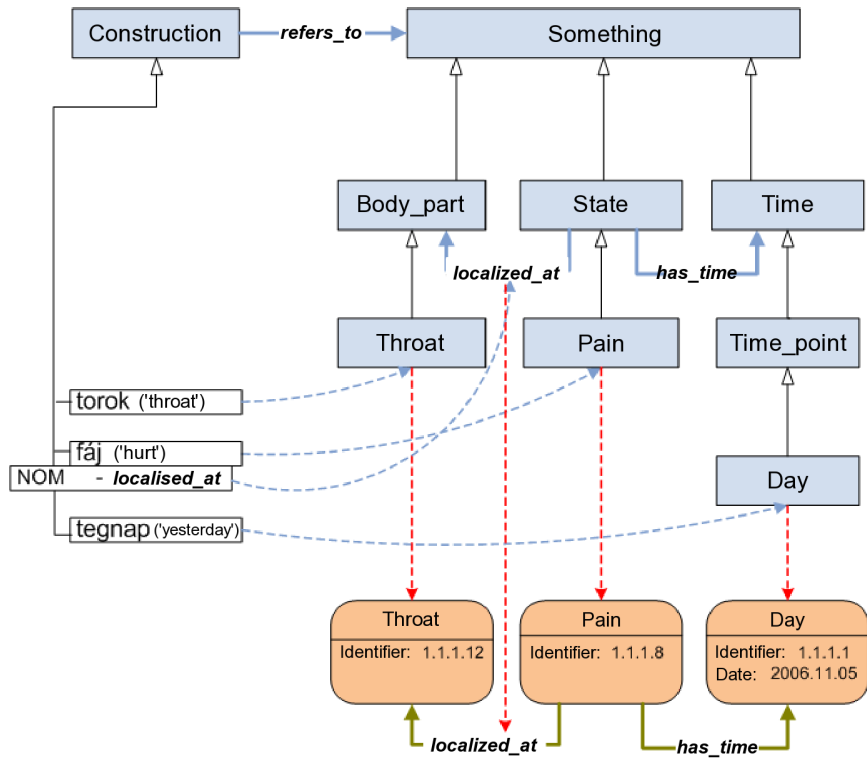 Construction
refers_to
Something
Body_part
State
Time
localized_at
has_time
Throat
Pain
Time_point
torok ('throat')
fáj ('hurt')
NOM - localised_at
Day
tegnap ('yesterday')
Throat
Identifier: 1.1.1.12
Pain
Identifier: 1.1.1.8
Day
Identifier: 1.1.1.1
Date: 2006.11.05
localized_at
has_time